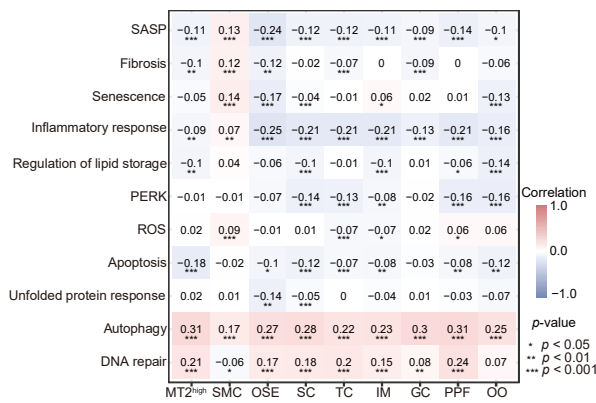 SASP −0.11 *** 0.13 *** −0.24 *** −0.12 *** −0.12 *** −0.11 *** −0.09 *** −0.14 *** −0.1 *
Fibrosis −0.1 ** 0.12 *** −0.12 ** −0.02 −0.07 *** 0 −0.09 *** 0 −0.06
Senescence −0.05 0.14 *** −0.17 *** −0.04 *** −0.01 0.06 * 0.02 0.01 −0.13 ***
Inflammatory response −0.09 ** 0.07 ** −0.25 *** −0.21 *** −0.21 *** −0.21 *** −0.13 *** −0.21 *** −0.16 ***
Regulation of lipid storage −0.1 ** 0.04 −0.06 −0.1 *** −0.01 −0.1 *** 0.01 −0.06 * −0.14 ***
PERK −0.01 −0.01 −0.07 −0.14 *** −0.13 *** −0.08 ** −0.02 −0.16 *** −0.16 ***
ROS 0.02 0.09 *** −0.01 0.01 −0.07 *** −0.07 * 0.02 0.06 * 0.06
Apoptosis −0.18 *** −0.02 −0.1 * −0.12 *** −0.07 *** −0.08 ** −0.03 −0.08 ** −0.12 **
Unfolded protein response 0.02 0.01 −0.14 ** −0.05 *** 0 −0.04 0.01 −0.03 −0.07
Autophagy 0.31 *** 0.17 *** 0.27 *** 0.28 *** 0.22 *** 0.23 *** 0.3 *** 0.31 *** 0.25 ***
DNA repair 0.21 *** −0.06 * 0.17 *** 0.18 *** 0.2 *** 0.15 *** 0.08 ** 0.24 *** 0.07
MT2high SMC OSE SC TC IM GC PPF OO
Correlation
1.0
0.0
−1.0
p-value
* p < 0.05
** p < 0.01
*** p < 0.001